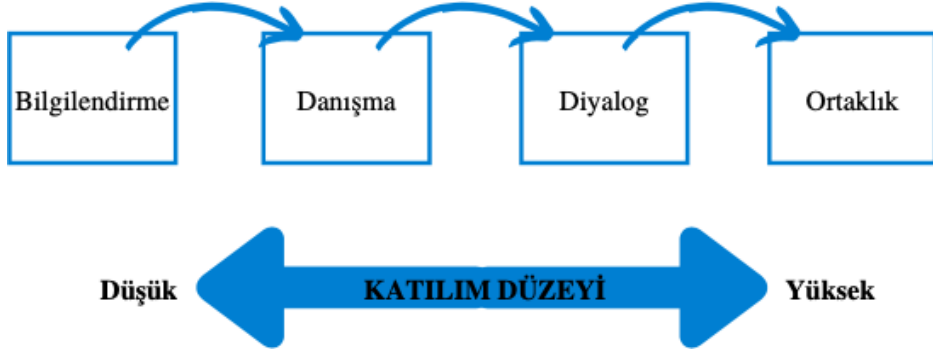 Bilgilendirme
Danışma
Diyalog
Ortaklık
Düşük
KATILIM DÜZEYİ
Yüksek